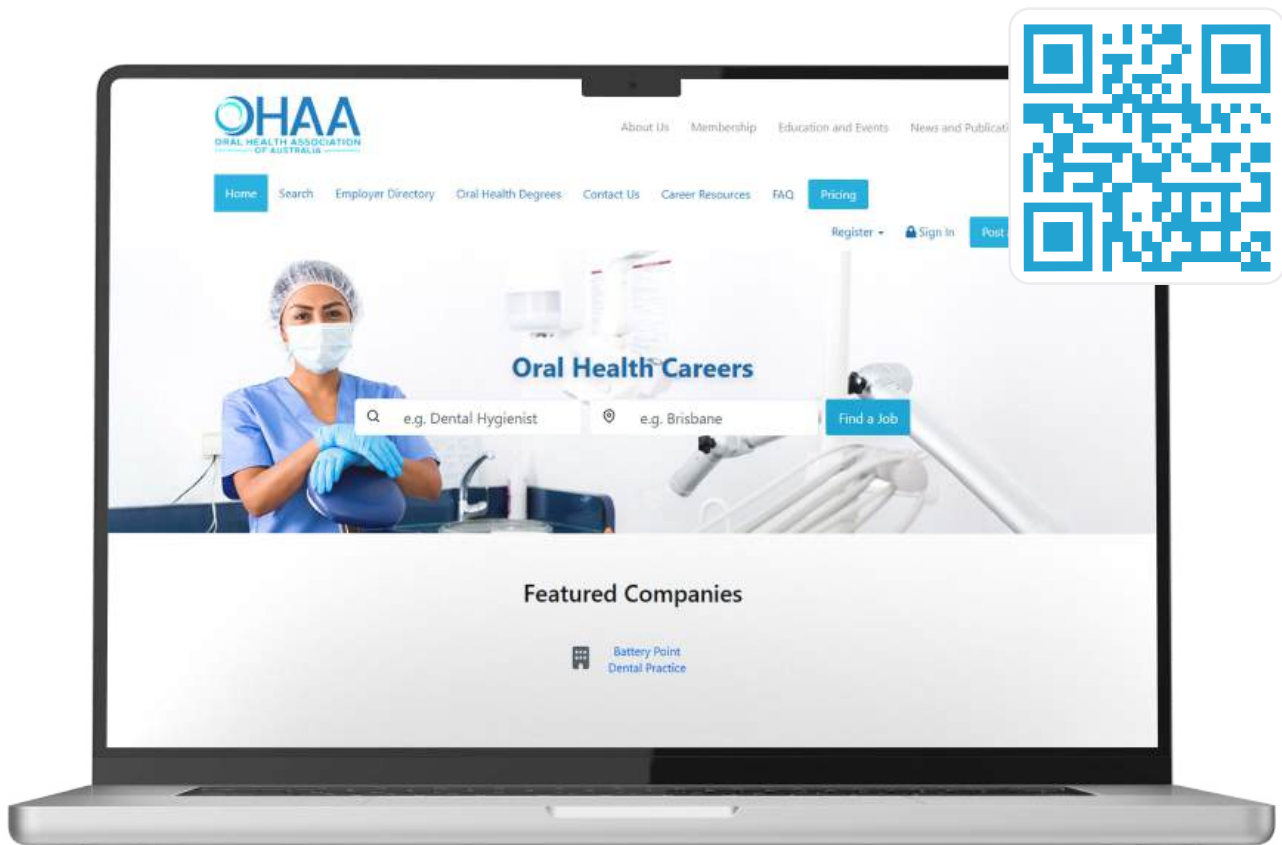 OHAA
ORAL HEALTH ASSOCIATION
OF AUSTRALIA
About Us Membership Education and Events News and
Home Search Employer Directory Oral Health Degrees Contact Us Career Resources FAQ Pricing
Register Sign In Post
Oral Health Careers
e.g. Dental Hygienist e.g. Brisbane Find a Job
Featured Companies
Battery Point
Dental Practice